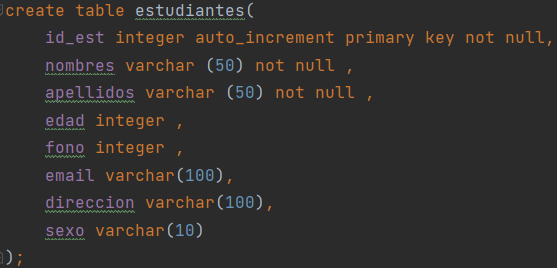 create table estudiantes(
id_est integer auto_increment primary key not null,
nombres varchar (50) not null ,
apellidos varchar (50) not null ,
edad integer ,
fono integer ,
email varchar(100),
direccion varchar(100),
sexo varchar(10)
);